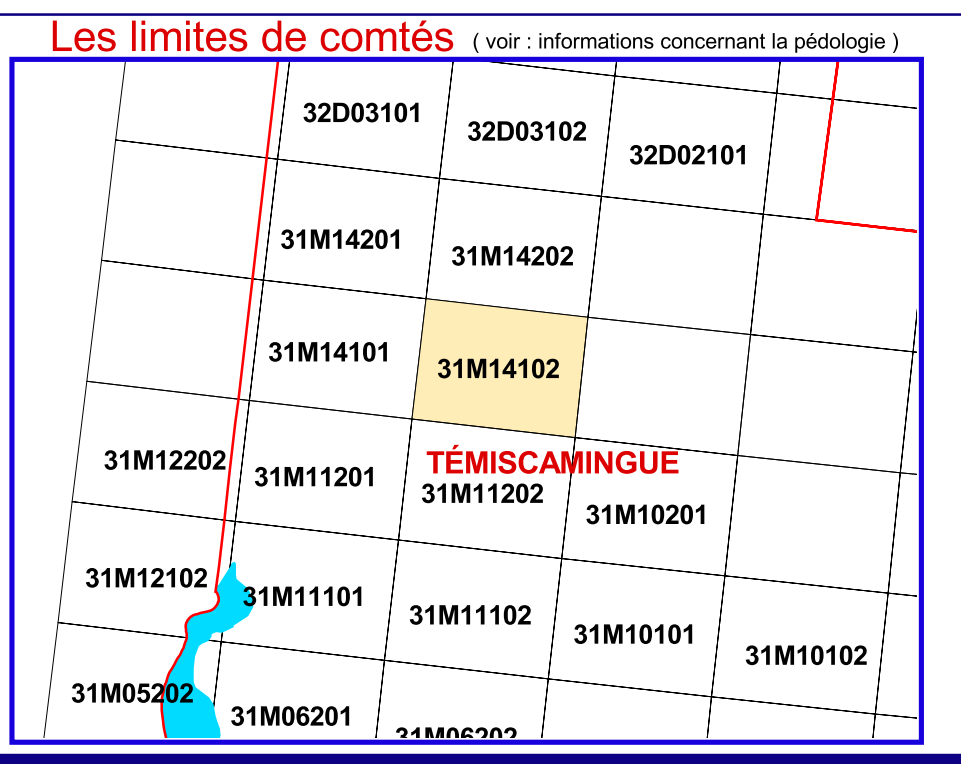 Les limites de comtés ( voir : informations concernant la pédologie )
32D03101
32D03102
32D02101
31M14201
31M14202
31M14101
31M14102
31M12202
31M11201
TÉMISCAMINGUE
31M11202
31M10201
31M12102
31M11101
31M11102
31M10101
31M10102
31M05202
31M06201
31M06202